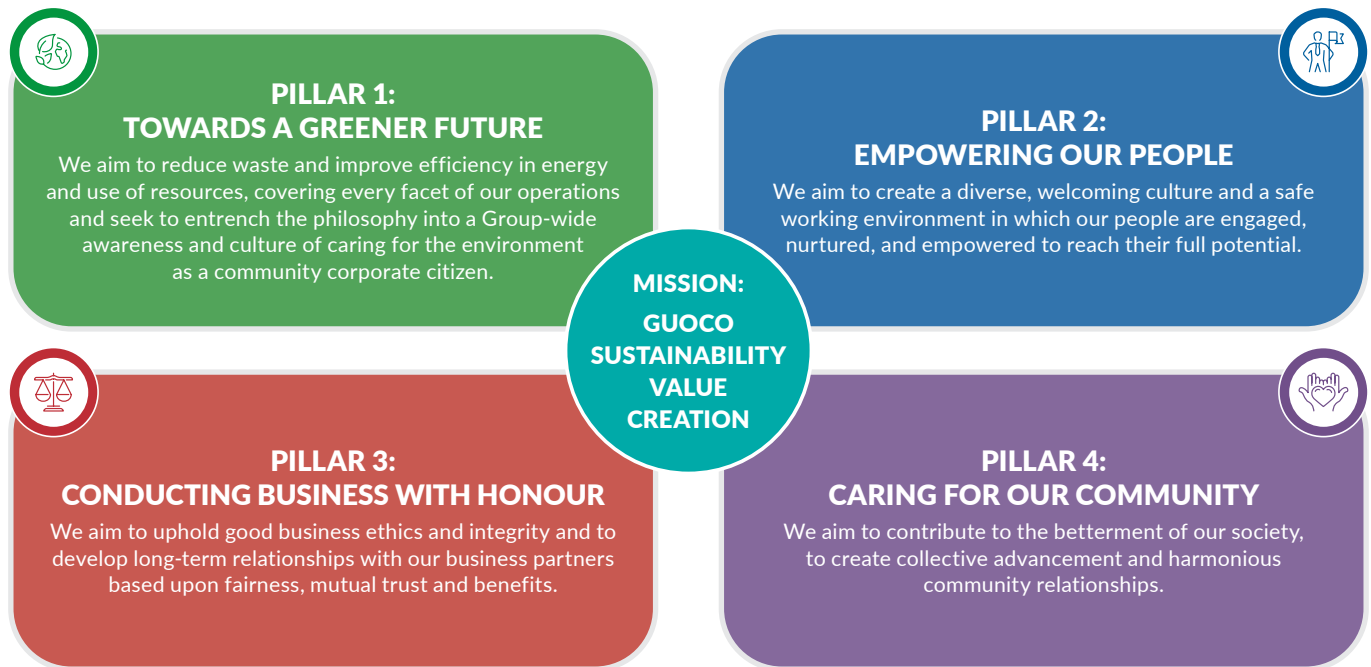 PILLAR 1:
TOWARDS A GREENER FUTURE
We aim to reduce waste and improve efficiency in energy
and use of resources, covering every facet of our operations
and seek to entrench the philosophy into a Group-wide
awareness and culture of caring for the environment
as a community corporate citizen.
PILLAR 2:
EMPOWERING OUR PEOPLE
We aim to create a diverse, welcoming culture and a safe
working environment in which our people are engaged,
nurtured, and empowered to reach their full potential.
MISSION:
GUOCO
SUSTAINABILITY
VALUE
CREATION
PILLAR 3:
CONDUCTING BUSINESS WITH HONOUR
We aim to uphold good business ethics and integrity and to
develop long-term relationships with our business partners
based upon fairness, mutual trust and benefits.
PILLAR 4:
CARING FOR OUR COMMUNITY
We aim to contribute to the betterment of our society,
to create collective advancement and harmonious
community relationships.